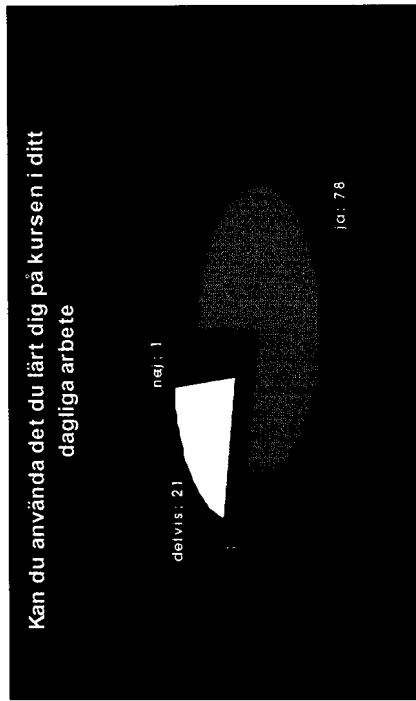 Kan du använda det du lärt dig på kursen i ditt
dagliga arbete
nej; 1
delvis; 21
;
ja; 78